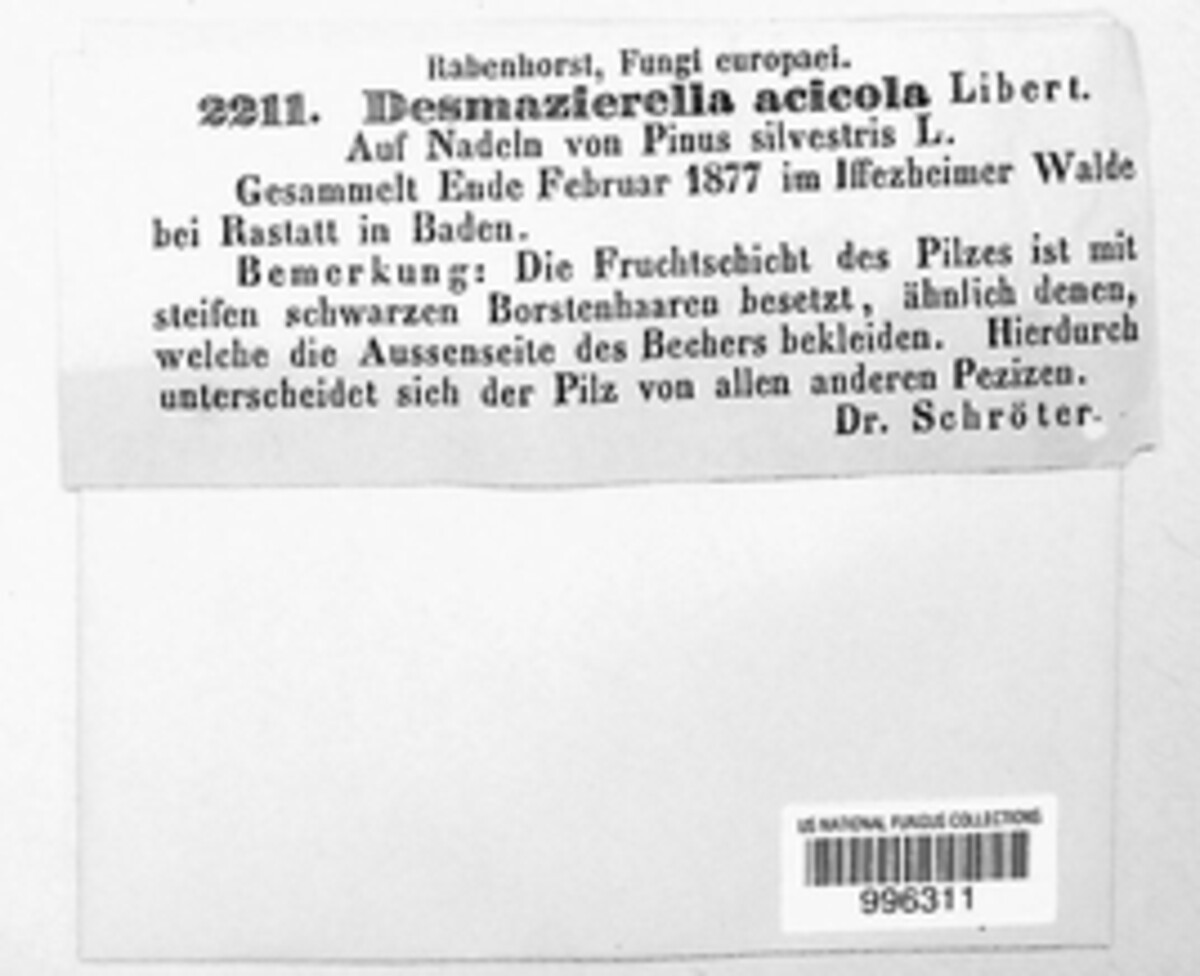 Rabenhorst, Fungi europaei.
2211. Desmazierella acicola Libert.
Auf Nadeln von Pinus silvestris L.
Gesammelt Ende Februar 1877 im Iffezheimer Walde
bei Rastatt in Baden.
Bemerkung: Die Fruchtschicht des Pilzes ist mit
steifen schwarzen Borstenhaaren besetzt, ähnlich denen,
welche die Aussenseite des Bechers bekleiden. Hierdurch
unterscheidet sich der Pilz von allen anderen Pezizen.
Dr. Schröter.
US NATIONAL FUNGUS COLLECTIONS
996311